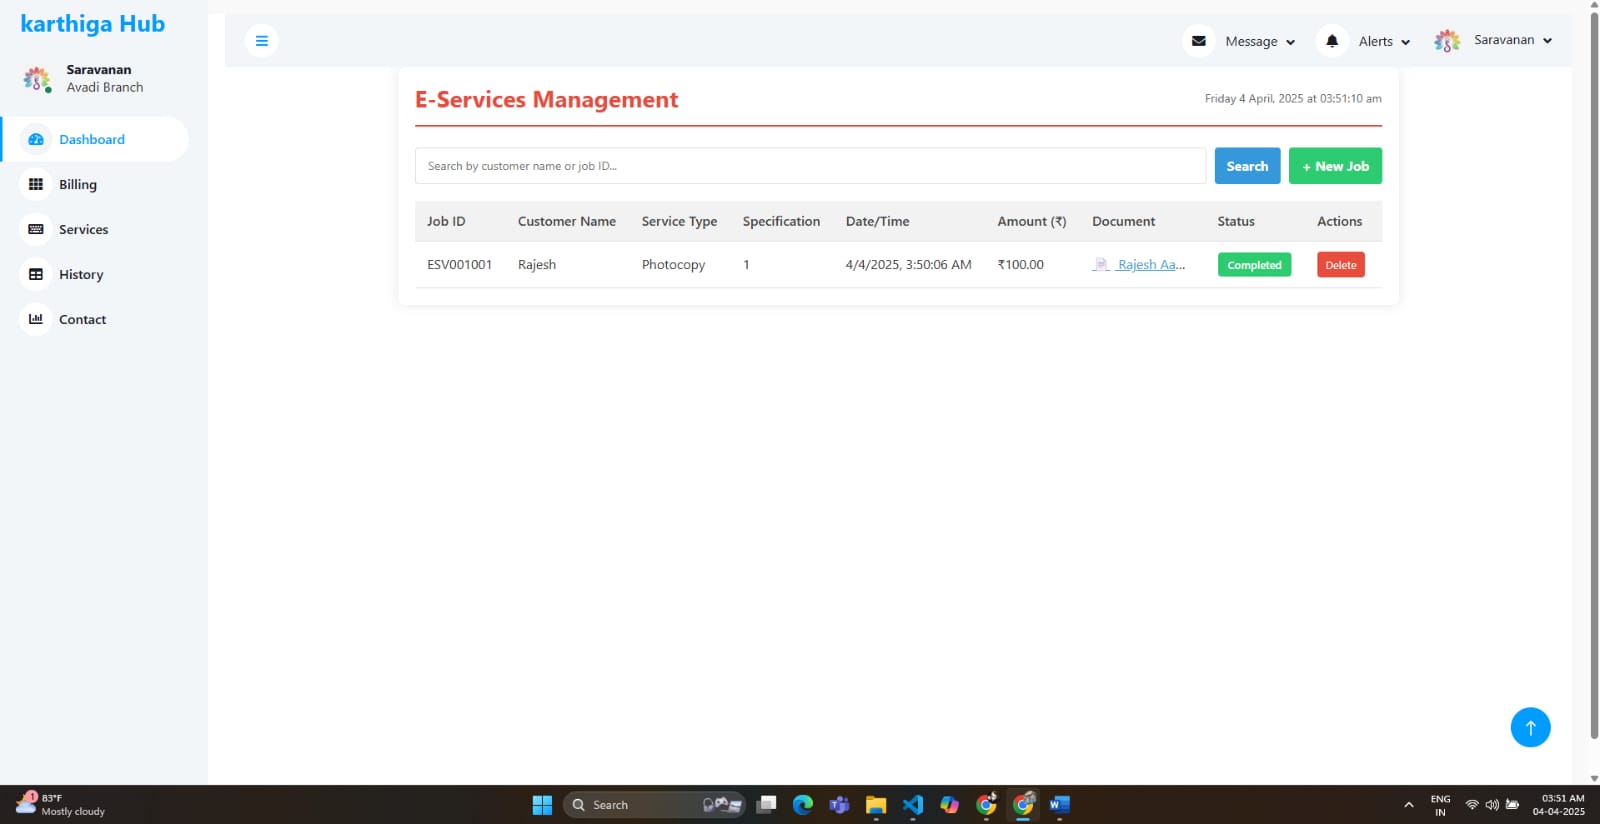 karthiga Hub
Saravanan
Avadi Branch
Dashboard
Billing
Services
History
Contact
Message
Alerts
Saravanan
E-Services Management
Friday 4 April, 2025 at 03:51:10 am
Search by customer name or job ID...
Search
+ New Job
Job ID Customer Name Service Type Specification Date/Time Amount (₹) Document Status Actions
ESV001001 Rajesh Photocopy 1 4/4/2025, 3:50:06 AM ₹100.00 Rajesh Aa... Completed Delete
1
83°F
Mostly cloudy
Search
ENG
IN
03:51 AM
04-04-2025